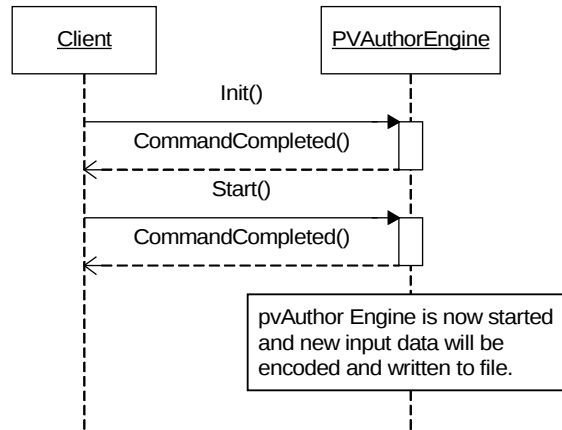 Client
PVAuthorEngine
Init()
CommandCompleted()
Start()
CommandCompleted()
pvAuthor Engine is now started
and new input data will be
encoded and written to file.